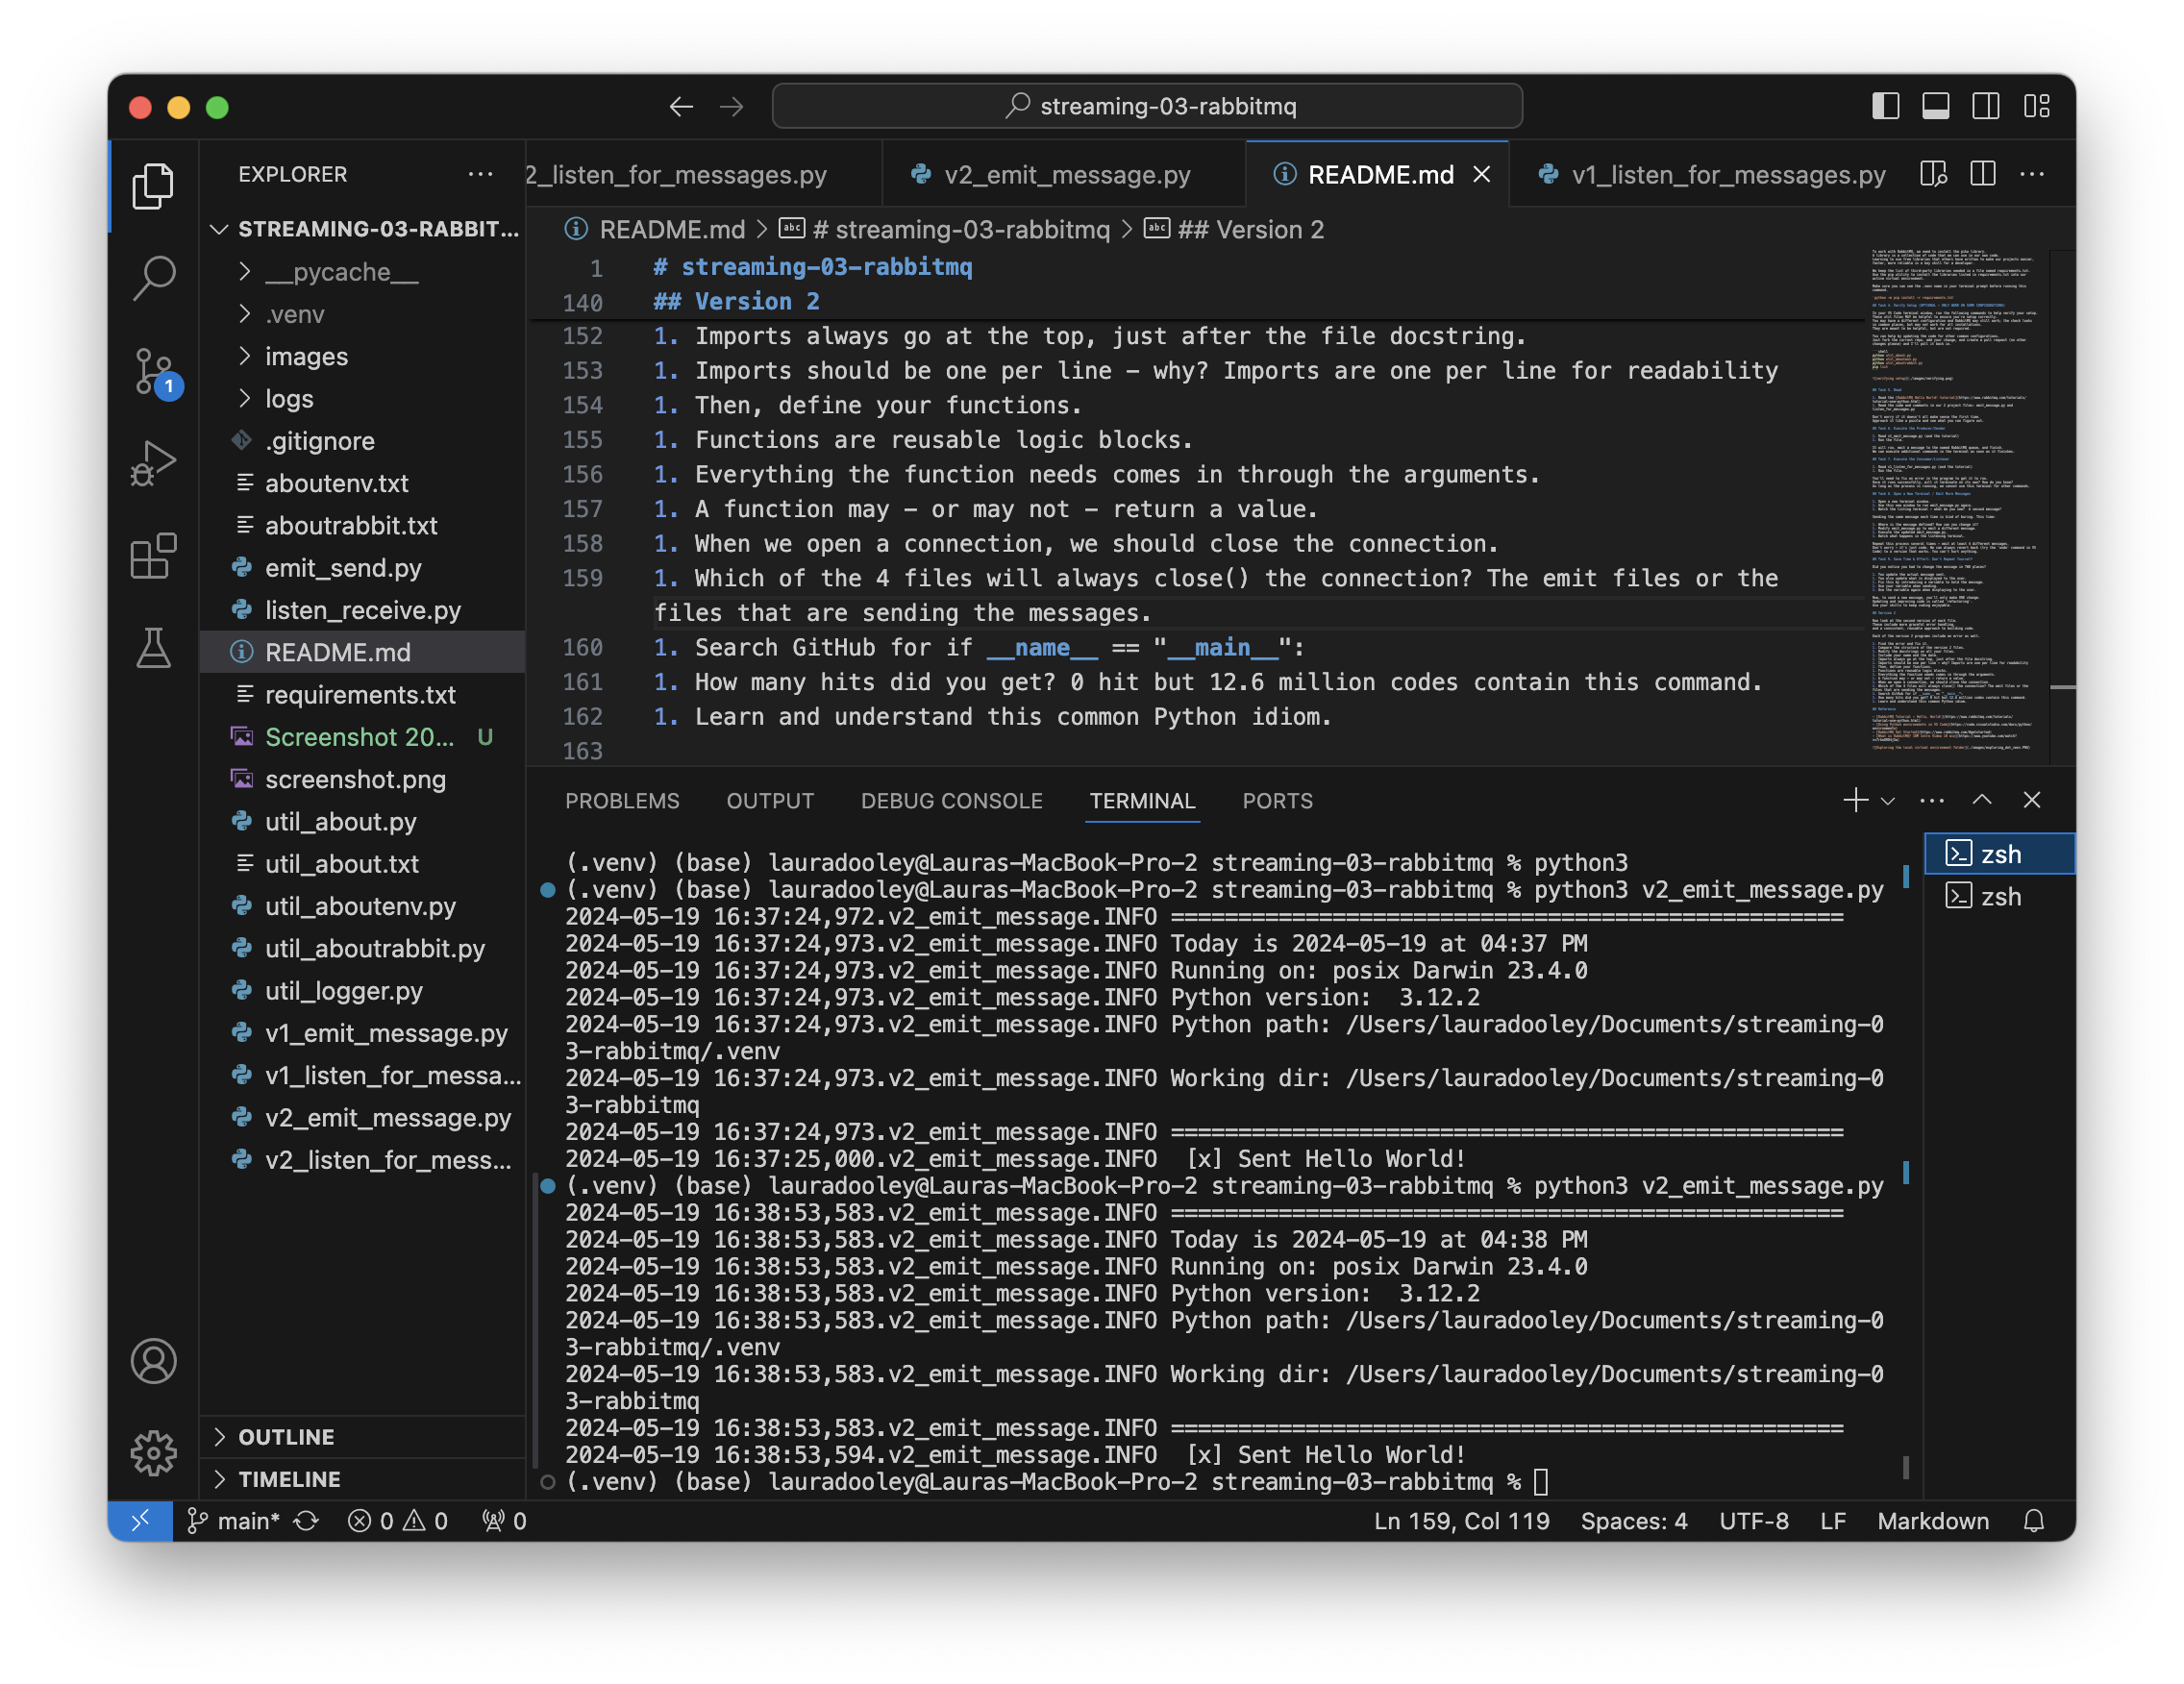 streaming-03-rabbitmq
EXPLORER
STREAMING-03-RABBIT...
__pycache__
.venv
images
logs
.gitignore
aboutenv.txt
aboutrabbit.txt
emit_send.py
listen_receive.py
README.md
requirements.txt
Screenshot 20... U
screenshot.png
util_about.py
util_about.txt
util_aboutenv.py
util_aboutrabbit.py
util_logger.py
v1_emit_message.py
v1_listen_for_messa...
v2_emit_message.py
v2_listen_for_mess...
OUTLINE
TIMELINE
1
2_listen_for_messages.py
v2_emit_message.py
README.md
v1_listen_for_messages.py
README.md > # streaming-03-rabbitmq > ## Version 2
1 # streaming-03-rabbitmq
140 ## Version 2
152 1. Imports always go at the top, just after the file docstring.
153 1. Imports should be one per line - why? Imports are one per line for readability
154 1. Then, define your functions.
155 1. Functions are reusable logic blocks.
156 1. Everything the function needs comes in through the arguments.
157 1. A function may - or may not - return a value.
158 1. When we open a connection, we should close the connection.
159 1. Which of the 4 files will always close() the connection? The emit files or the
files that are sending the messages.
160 1. Search GitHub for if __name__ == "__main__":
161 1. How many hits did you get? 0 hit but 12.6 million codes contain this command.
162 1. Learn and understand this common Python idiom.
163
PROBLEMS OUTPUT DEBUG CONSOLE TERMINAL PORTS
zsh
zsh
(.venv) (base) lauradooley@Lauras-MacBook-Pro-2 streaming-03-rabbitmq % python3
(.venv) (base) lauradooley@Lauras-MacBook-Pro-2 streaming-03-rabbitmq % python3 v2_emit_message.py
2024-05-19 16:37:24,972.v2_emit_message.INFO ==================================================
2024-05-19 16:37:24,973.v2_emit_message.INFO Today is 2024-05-19 at 04:37 PM
2024-05-19 16:37:24,973.v2_emit_message.INFO Running on: posix Darwin 23.4.0
2024-05-19 16:37:24,973.v2_emit_message.INFO Python version:  3.12.2
2024-05-19 16:37:24,973.v2_emit_message.INFO Python path: /Users/lauradooley/Documents/streaming-0
3-rabbitmq/.venv
2024-05-19 16:37:24,973.v2_emit_message.INFO Working dir: /Users/lauradooley/Documents/streaming-0
3-rabbitmq
2024-05-19 16:37:24,973.v2_emit_message.INFO ==================================================
2024-05-19 16:37:25,000.v2_emit_message.INFO  [x] Sent Hello World!
(.venv) (base) lauradooley@Lauras-MacBook-Pro-2 streaming-03-rabbitmq % python3 v2_emit_message.py
2024-05-19 16:38:53,583.v2_emit_message.INFO ==================================================
2024-05-19 16:38:53,583.v2_emit_message.INFO Today is 2024-05-19 at 04:38 PM
2024-05-19 16:38:53,583.v2_emit_message.INFO Running on: posix Darwin 23.4.0
2024-05-19 16:38:53,583.v2_emit_message.INFO Python version:  3.12.2
2024-05-19 16:38:53,583.v2_emit_message.INFO Python path: /Users/lauradooley/Documents/streaming-0
3-rabbitmq/.venv
2024-05-19 16:38:53,583.v2_emit_message.INFO Working dir: /Users/lauradooley/Documents/streaming-0
3-rabbitmq
2024-05-19 16:38:53,583.v2_emit_message.INFO ==================================================
2024-05-19 16:38:53,594.v2_emit_message.INFO  [x] Sent Hello World!
(.venv) (base) lauradooley@Lauras-MacBook-Pro-2 streaming-03-rabbitmq %
main* 0 0 0 Ln 159, Col 119 Spaces: 4 UTF-8 LF Markdown